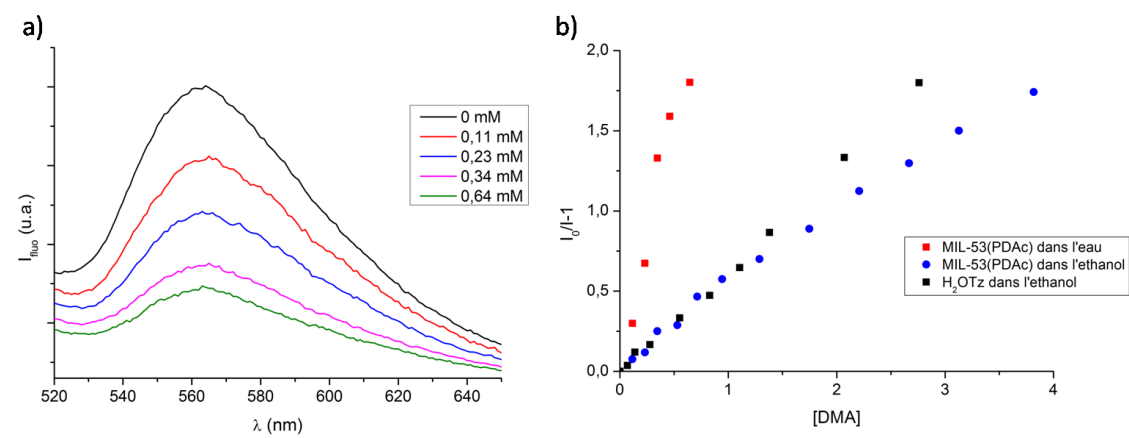 a)
I_fluo (u.a.)
0 mM
0,11 mM
0,23 mM
0,34 mM
0,64 mM
520 540 560 580 600 620 640
λ (nm)
b)
I₀/I-1
2,0
1,5
1,0
0,5
0,0
MIL-53(PDAc) dans l'eau
MIL-53(PDAc) dans l'ethanol
H₂OTz dans l'ethanol
0 1 2 3 4
[DMA]